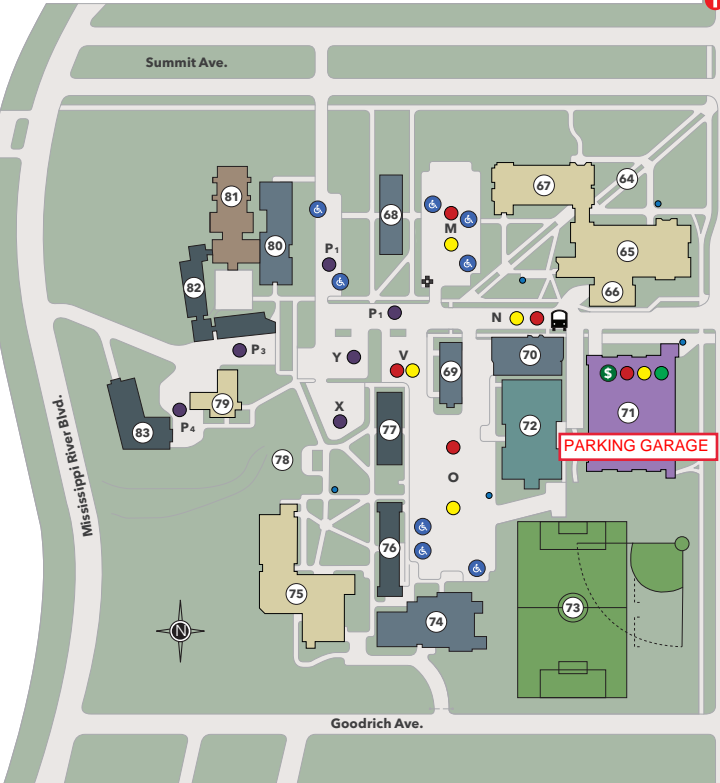 Summit Ave.
81
80
68
67
64
M
65
P1
82
66
P1
N
P3
Y
V
69
70
$
71
79
X
77
72
PARKING GARAGE
P4
83
78
O
Mississippi River Blvd.
76
75
73
74
N
Goodrich Ave.